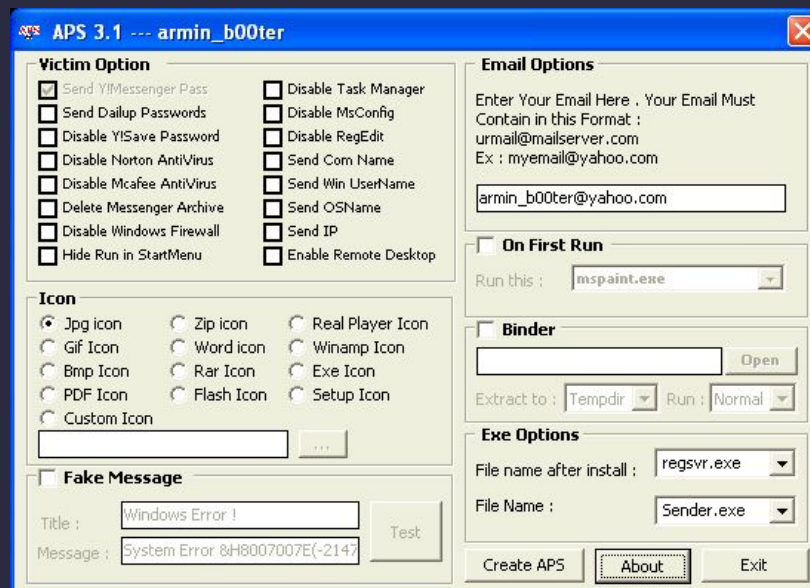 APS APS 3.1 --- armin_b00ter
Victim Option
Send Y!Messenger Pass
Send Dailup Passwords
Disable Y!Save Password
Disable Norton AntiVirus
Disable Mcafee AntiVirus
Delete Messenger Archive
Disable Windows Firewall
Hide Run in StartMenu
Disable Task Manager
Disable MsConfig
Disable RegEdit
Send Com Name
Send Win UserName
Send OSName
Send IP
Enable Remote Desktop
Icon
Jpg icon
Gif Icon
Bmp Icon
PDF Icon
Custom Icon
Zip icon
Word icon
Rar Icon
Flash Icon
Real Player Icon
Winamp Icon
Exe Icon
Setup Icon
...
Fake Message
Title :
Windows Error !
Message :
System Error &H8007007E(-2147
Test
Email Options
Enter Your Email Here . Your Email Must
Contain in this Format :
urmail@mailserver.com
Ex : myemail@yahoo.com
armin_b00ter@yahoo.com
On First Run
Run this :
mspaint.exe
Binder
Open
Extract to :
Tempdir
Run :
Normal
Exe Options
File name after install :
regsvr.exe
File Name :
Sender.exe
Create APS
About
Exit